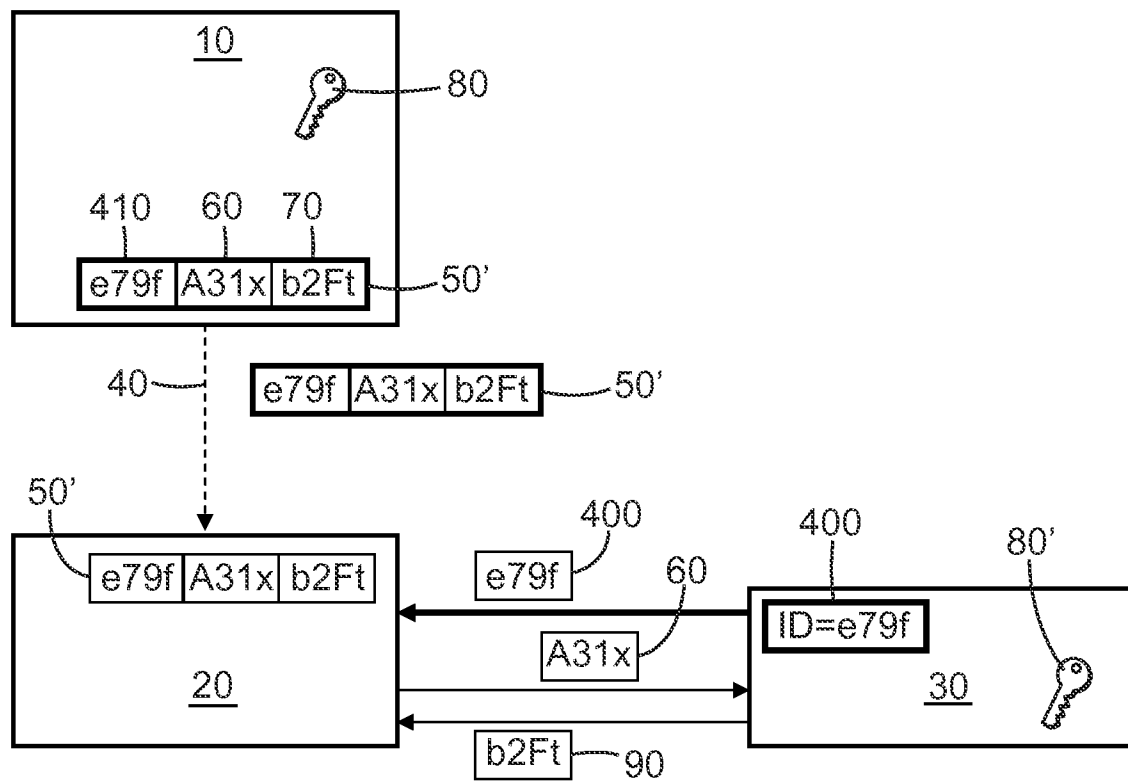 10
80
410 60 70
e79f A31x b2Ft 50’
40 e79f A31x b2Ft 50’
50’ 400 400 80’
e79f A31x b2Ft e79f 60 ID=e79f
A31x
20 30
b2Ft 90